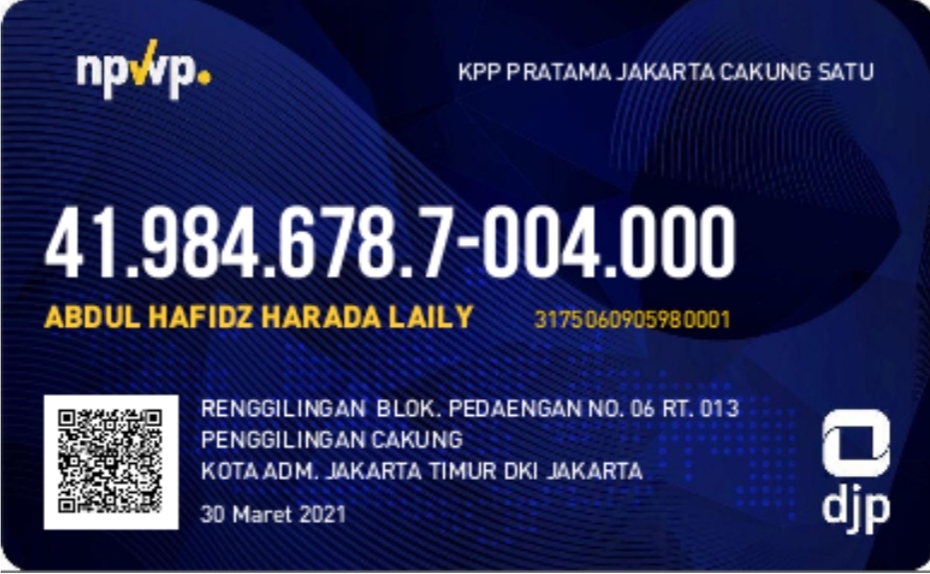 npwp.
KPP PRATAMA JAKARTA CAKUNG SATU
41.984.678.7-004.000
ABDUL HAFIDZ HARADA LAILY 3175060905980001
RENGGILINGAN BLOK. PEDAENGAN NO. 06 RT. 013
PENGGILINGAN CAKUNG
KOTA ADM. JAKARTA TIMUR DKI JAKARTA
30 Maret 2021
djp